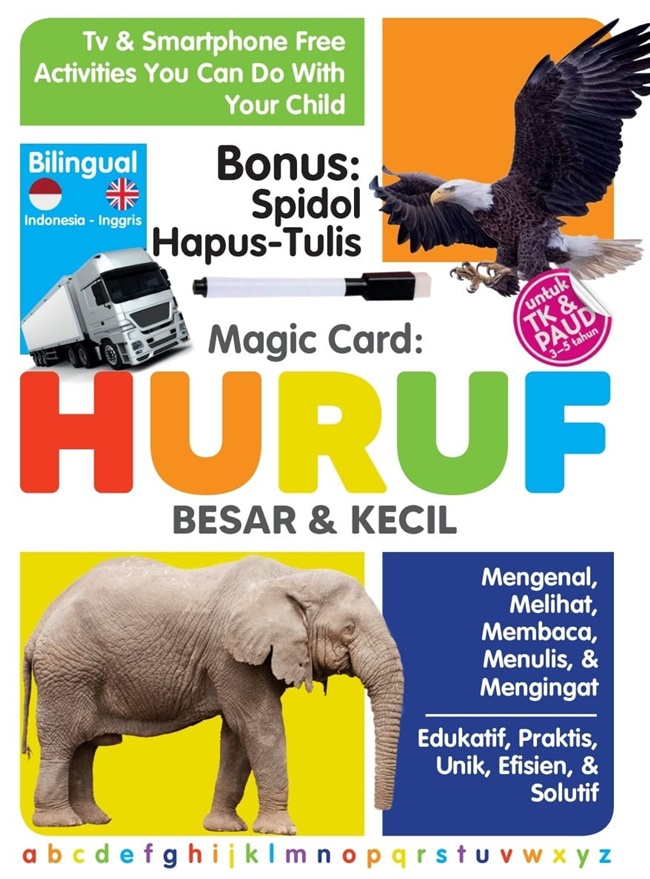 Tv & Smartphone Free
Activities You Can Do With
Your Child
Bilingual
Indonesia - Inggris
Bonus:
Spidol
Hapus-Tulis
untuk
TK &
PAUD
3–5 tahun
Magic Card:
HURUF
BESAR & KECIL
Mengenal,
Melihat,
Membaca,
Menulis, &
Mengingat
Edukatif, Praktis,
Unik, Efisien, &
Solutif
a b c d e f g h i j k l m n o p q r s t u v w x y z